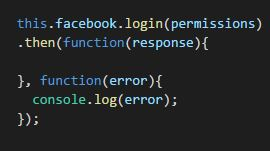 this.facebook.login(permissions)
.then(function(response){
}, function(error){
console.log(error);
});